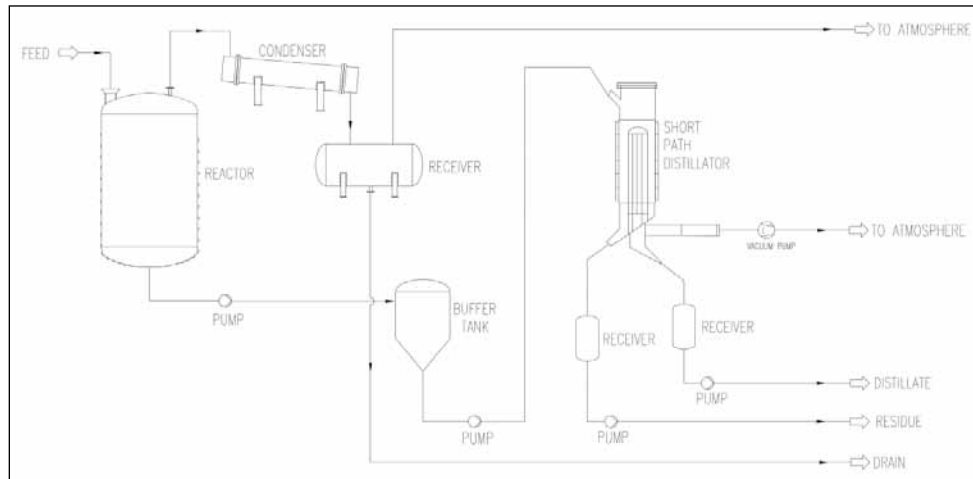 FEED
CONDENSER
TO ATMOSPHERE
REACTOR
RECEIVER
SHORT
PATH
DISTILLATOR
TO ATMOSPHERE
VACUUM PUMP
PUMP
BUFFER
TANK
RECEIVER
RECEIVER
DISTILLATE
PUMP
RESIDUE
PUMP
PUMP
DRAIN